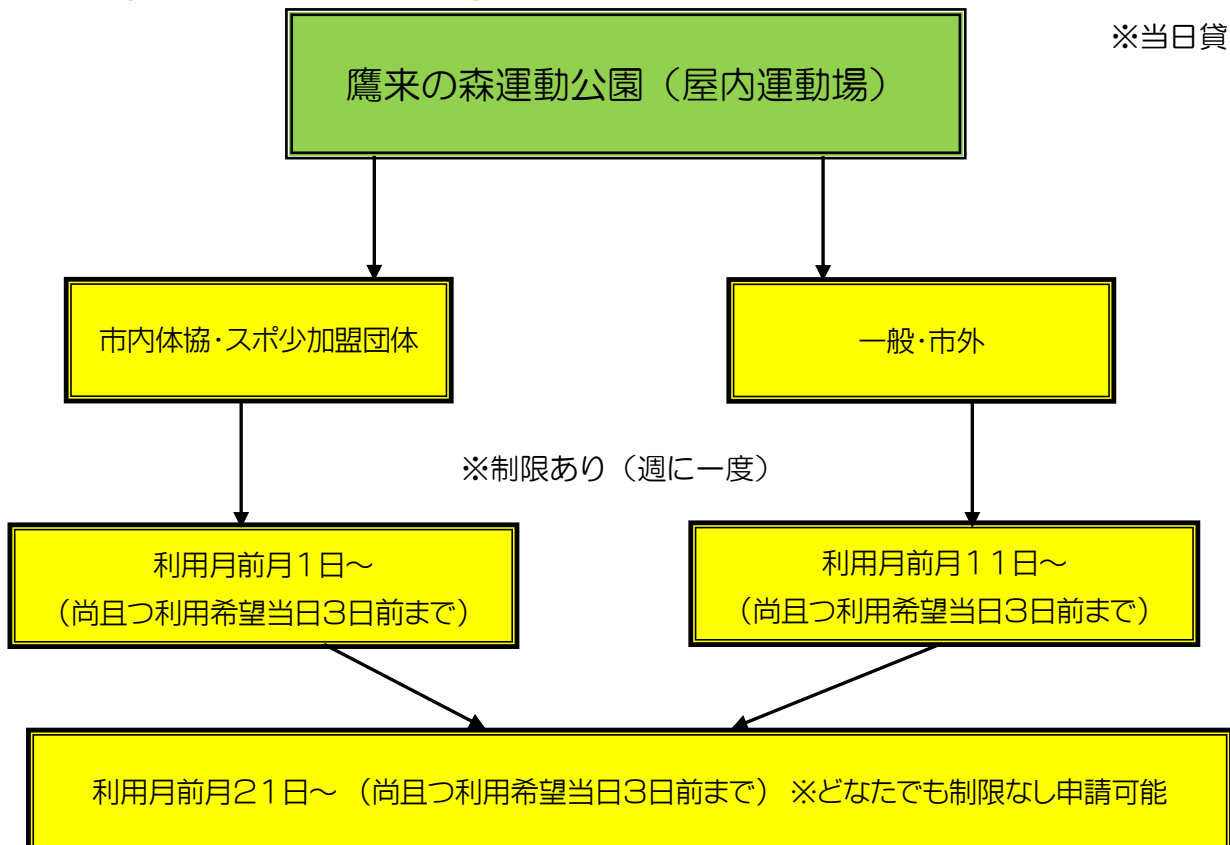 ※当日貸
鷹来の森運動公園（屋内運動場）
市内体協・スポ少加盟団体
一般・市外
※制限あり（週に一度）
利用月前月１日～
（尚且つ利用希望当日３日前まで）
利用月前月１１日～
（尚且つ利用希望当日３日前まで）
利用月前月２１日～ （尚且つ利用希望当日３日前まで） ※どなたでも制限なし申請可能